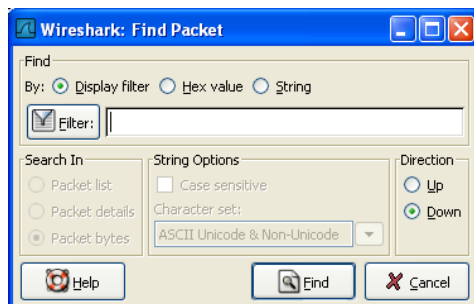 Wireshark: Find Packet
Find
By: Display filter Hex value String
Filter:
Search In
Packet list
Packet details
Packet bytes
String Options
Case sensitive
Character set:
ASCII Unicode & Non-Unicode
Direction
Up
Down
Help Find Cancel